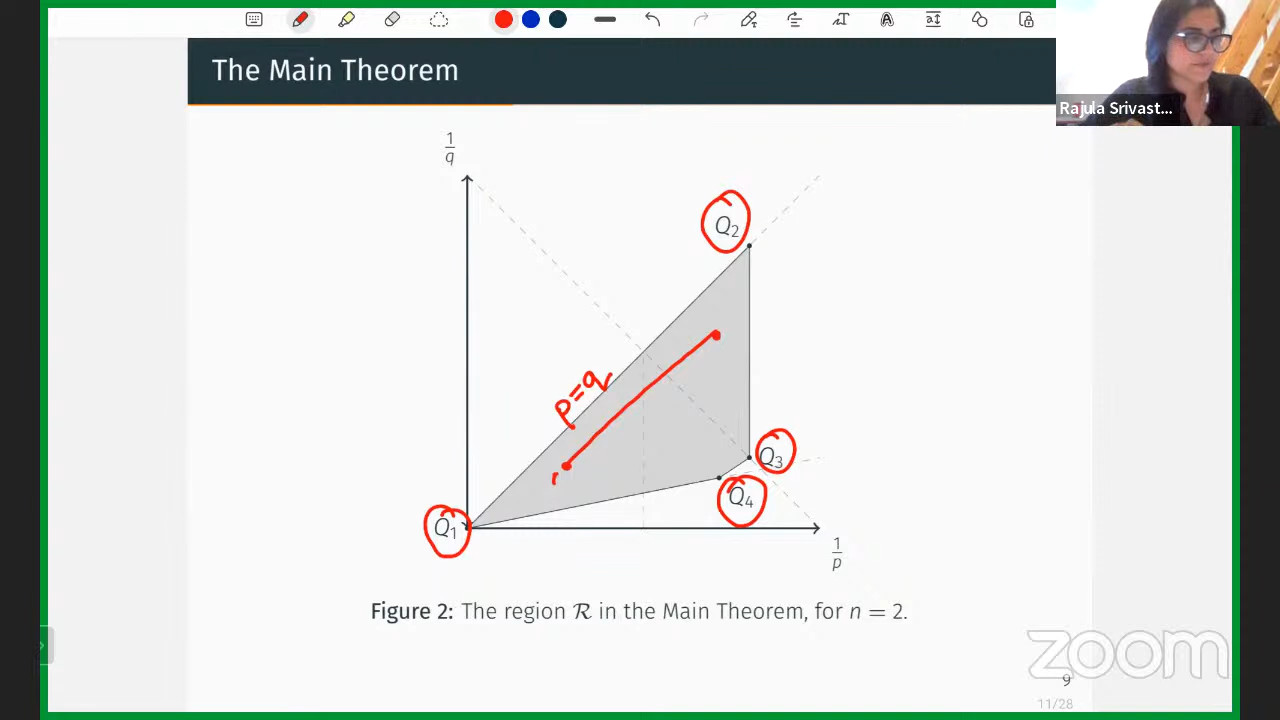 The Main Theorem
Rajula Srivast...
1/q
Q2
p=q
Q3
Q4
Q1
1/p
Figure 2: The region R in the Main Theorem, for n = 2.
zoom
9
11/28